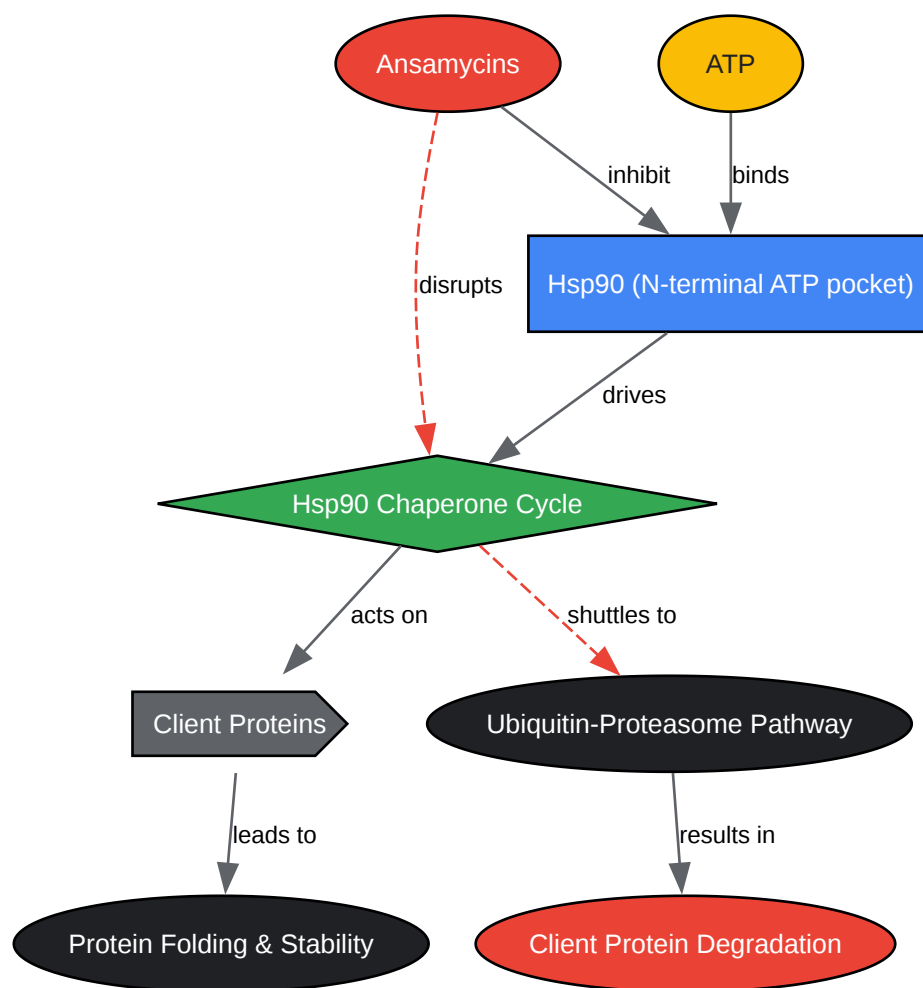 Ansamycins
ATP
inhibit
binds
disrupts
Hsp90 (N-terminal ATP pocket)
drives
Hsp90 Chaperone Cycle
acts on
shuttles to
Client Proteins
Ubiquitin-Proteasome Pathway
leads to
results in
Protein Folding & Stability
Client Protein Degradation